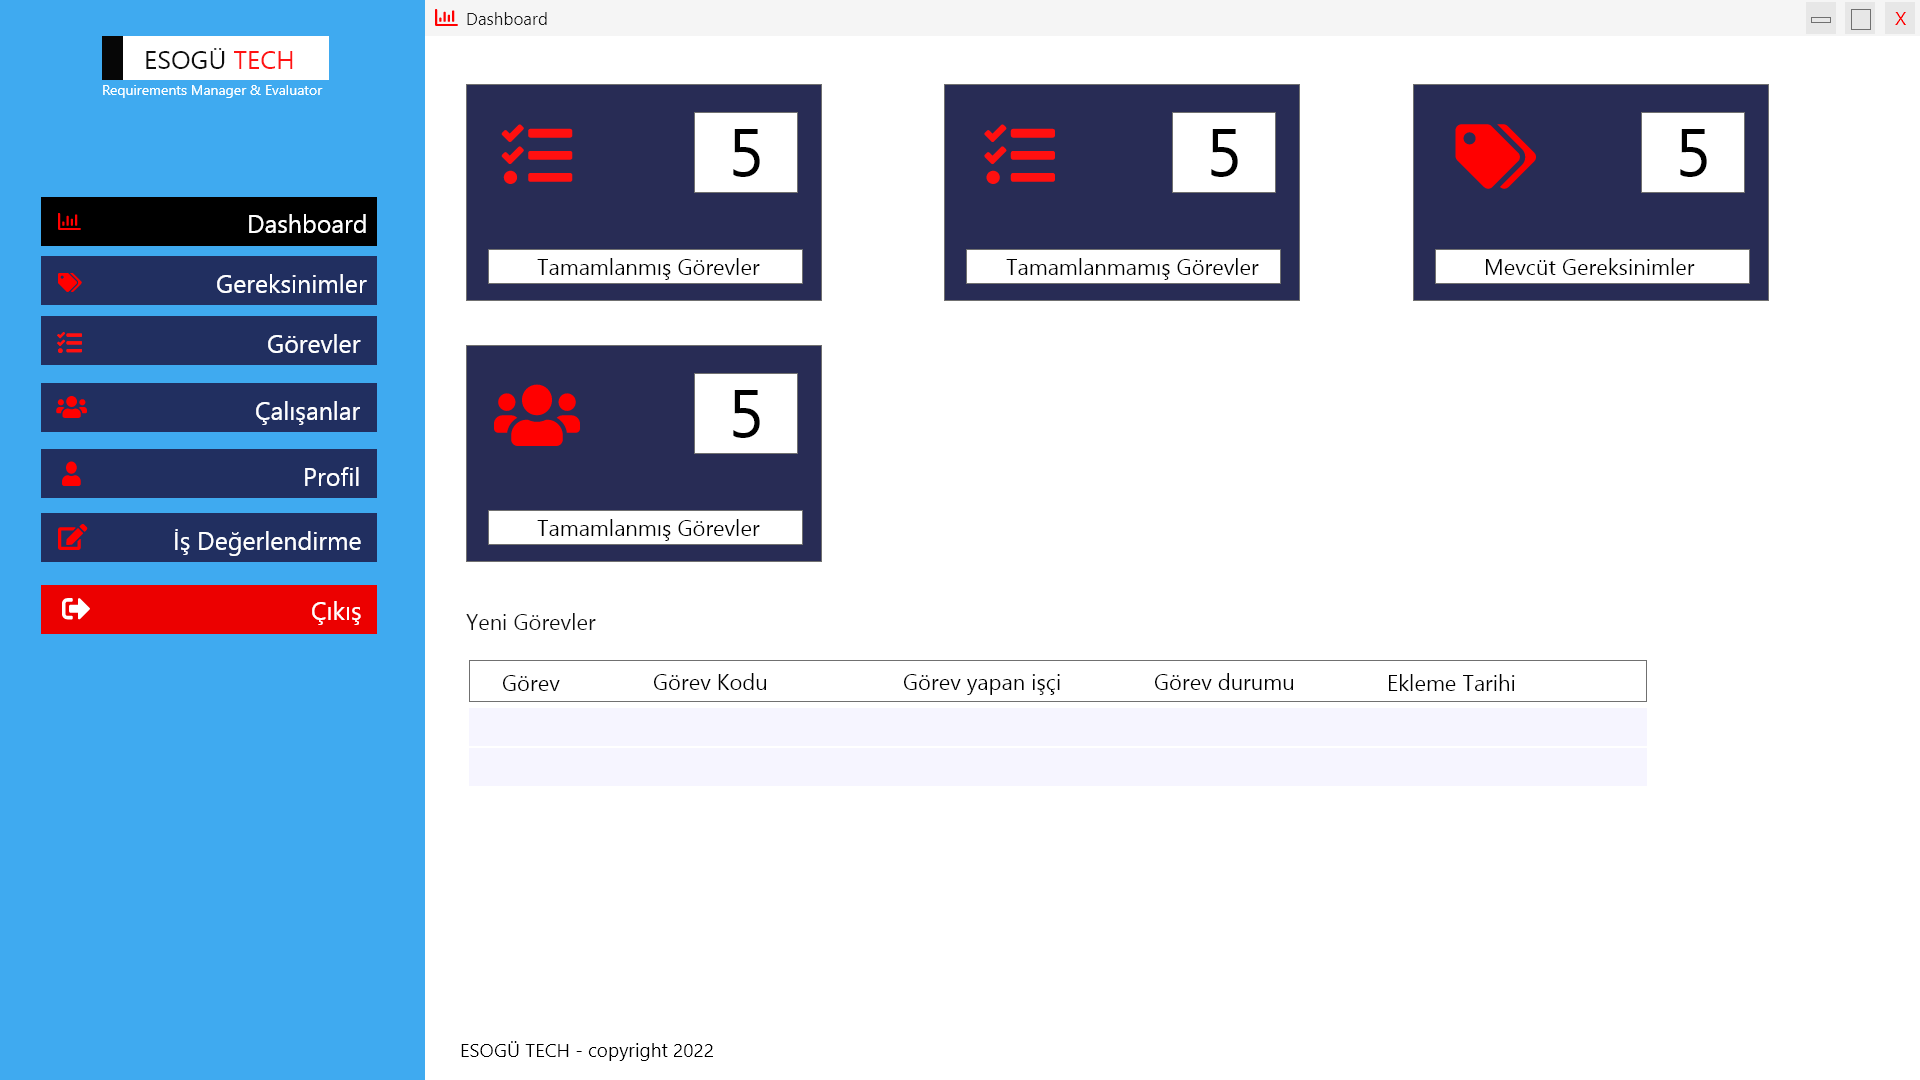 ESOGÜ TECH
Requirements Manager & Evaluator
Dashboard
Gereksinimler
Görevler
Çalışanlar
Profil
İş Değerlendirme
Çıkış
Dashboard
X
5
Tamamlanmış Görevler
5
Tamamlanmamış Görevler
5
Mevcüt Gereksinimler
5
Tamamlanmış Görevler
Yeni Görevler
Görev Görev Kodu Görev yapan işçi Görev durumu Ekleme Tarihi
ESOGÜ TECH - copyright 2022